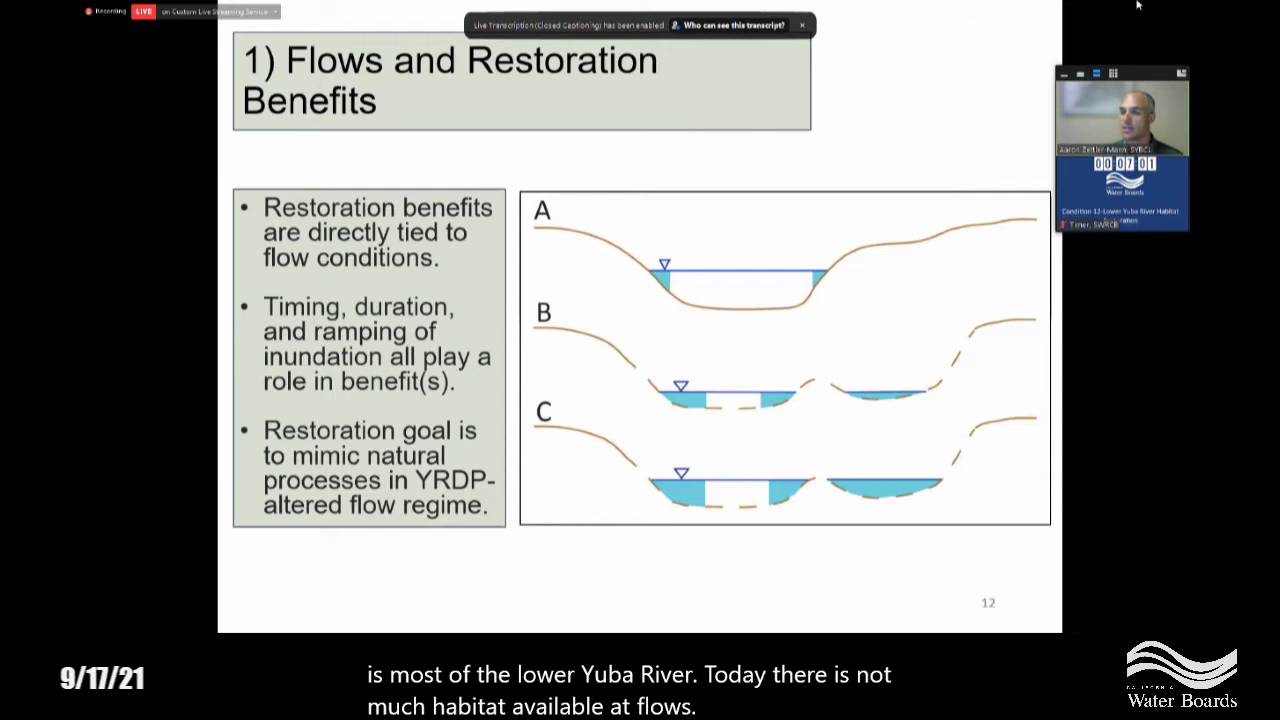 Recording
LIVE
on Custom Live Streaming Service
Live Transcription (Closed Captioning) has been enabled
Who can see this transcript?
1) Flows and Restoration
Benefits
• Restoration benefits
are directly tied to
flow conditions.
• Timing, duration,
and ramping of
inundation all play a
role in benefit(s).
• Restoration goal is
to mimic natural
processes in YRDP-
altered flow regime.
A
B
C
12
Aaron Zettler-Mann, SYRCL
00:07:01
Water Boards
Condition 12-Lower Yuba River Habitat
Timer, SWRCB
9/17/21
is most of the lower Yuba River. Today there is not
much habitat available at flows.
CALIFORNIA
Water Boards